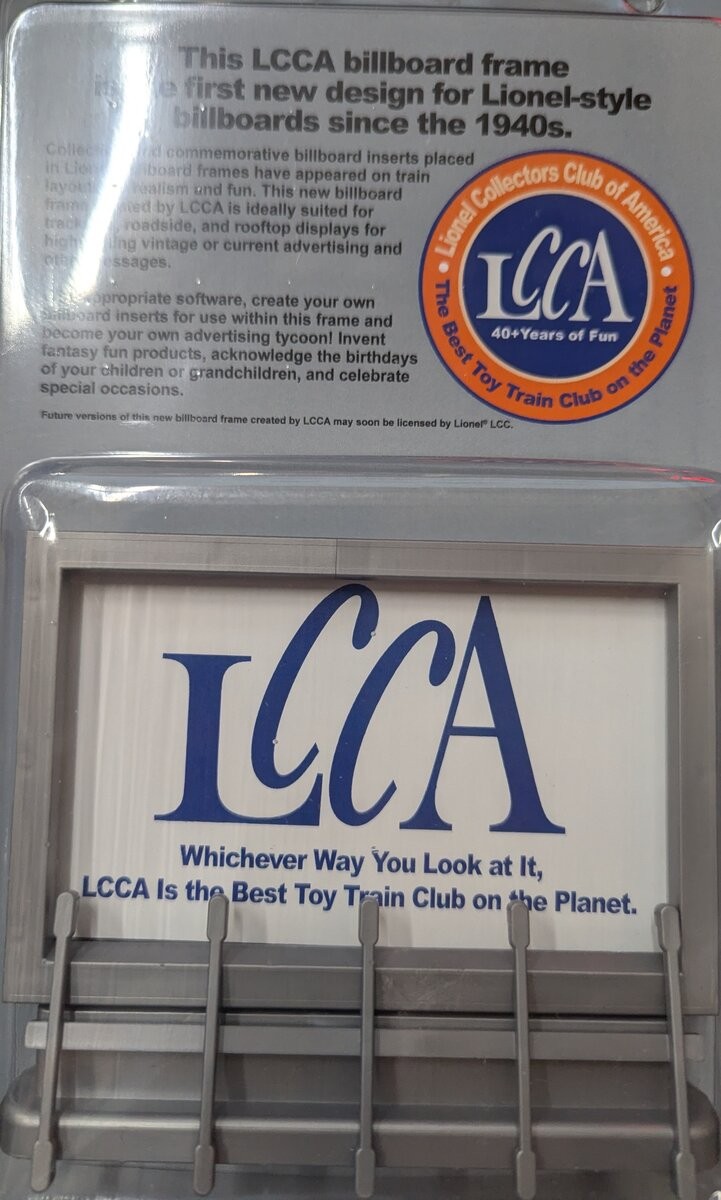 This LCCA billboard frame
first new design for Lionel-style
billboards since the 1940s.
commemorative billboard inserts placed
in frames have appeared on train
realism and fun. This new billboard
by LCCA is ideally suited for
roadside, and rooftop displays for
vintage or current advertising and
appropriate software, create your own
billboard inserts for use within this frame and
become your own advertising tycoon! Invent
fantasy fun products, acknowledge the birthdays
of your children or grandchildren, and celebrate
special occasions.
Future versions of this new billboard frame created by LCCA may soon be licensed by Lionel® LCC.
• Lionel Collectors Club of America •
LCCA
40+Years of Fun
The Best Toy Train Club on the Planet
LCCA
Whichever Way You Look at It,
LCCA Is the Best Toy Train Club on the Planet.